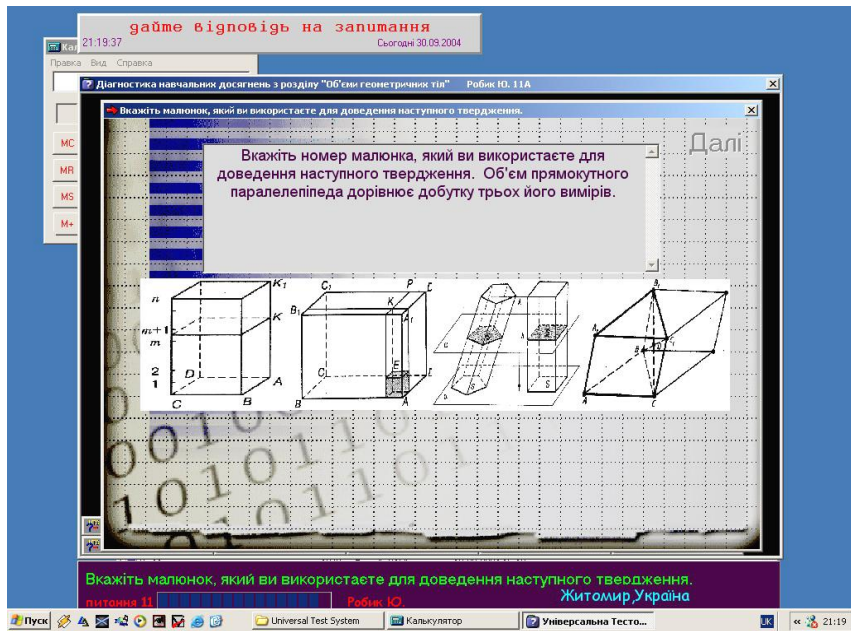 дайте відповідь на запитання
21:19:37
Сьогодні 30.09.2004
Каль
Правка Вид Справка
Діагностика навчальних досягнень з розділу "Об'єми геометричних тіл" Робик Ю. 11А
Вкажіть малюнок, який ви використаєте для доведення наступного твердження.
Далі
MC
MR
MS
M+
Вкажіть номер малюнка, який ви використаєте для
доведення наступного твердження. Об'єм прямокутного
паралелепіпеда дорівнює добутку трьох його вимірів.
n
m+1
m
2
1
D
C
B
A
K
K1
C1
P
B1
K
A1
C
E
B
A
S
S
B1
A1
A
C
Вкажіть малюнок, який ви використаєте для доведення наступного твердження.
питання 11
Робик Ю.
Житомир,Україна
Пуск
Universal Test System
Калькулятор
Універсальна Тесто...
UK
21:19